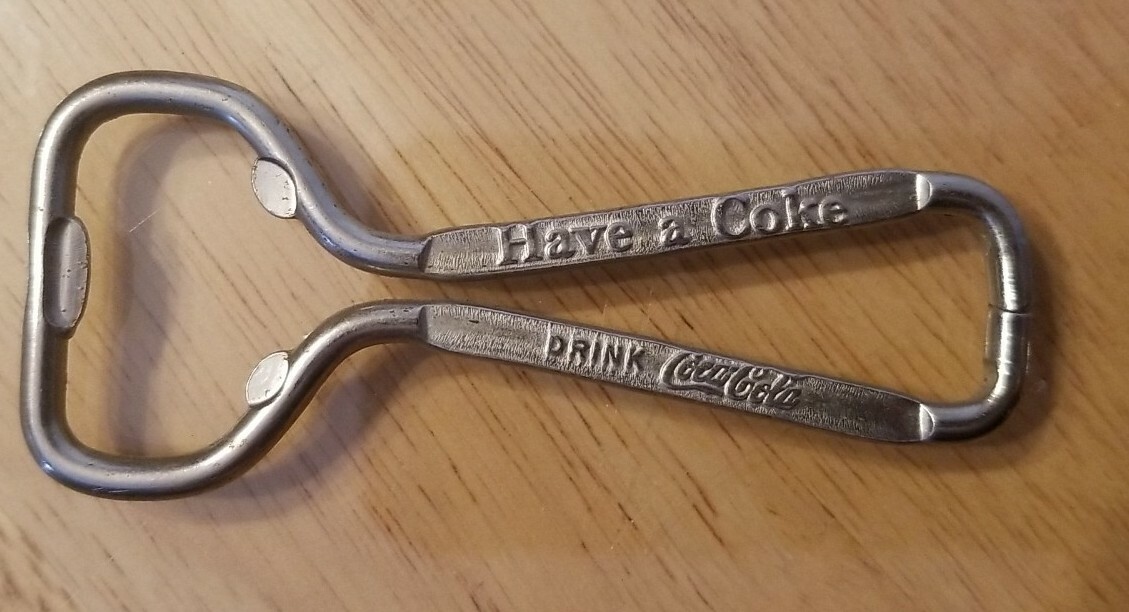 Have a Coke
DRINK Coca-Cola